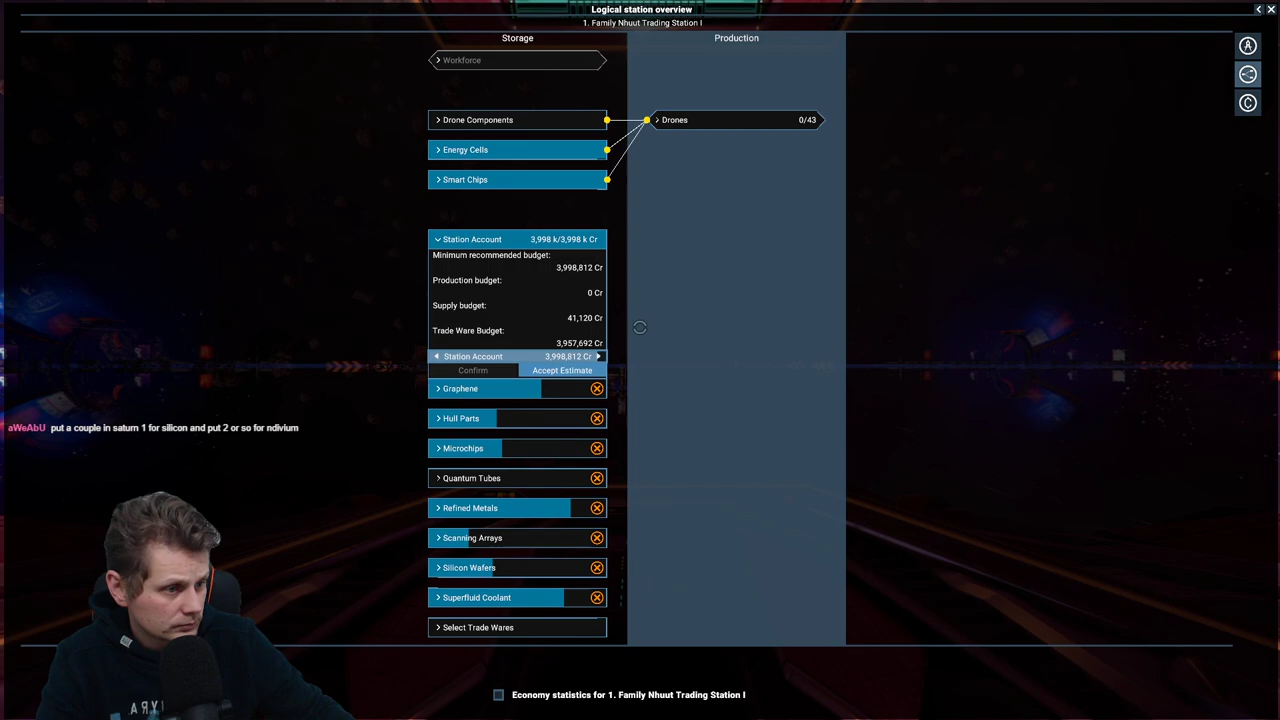 Logical station overview
1. Family Nhuut Trading Station I
Storage
Production
Workforce
Drone Components
Drones 0/43
Energy Cells
Smart Chips
Station Account 3,998 k/3,998 k Cr
Minimum recommended budget:
3,998,812 Cr
Production budget:
0 Cr
Supply budget:
41,120 Cr
Trade Ware Budget:
3,957,692 Cr
Station Account 3,998,812 Cr
Confirm Accept Estimate
Graphene
Hull Parts
aWeAbU put a couple in saturn 1 for silicon and put 2 or so for ndivium
Microchips
Quantum Tubes
Refined Metals
Scanning Arrays
Silicon Wafers
Superfluid Coolant
Select Trade Wares
Economy statistics for 1. Family Nhuut Trading Station I